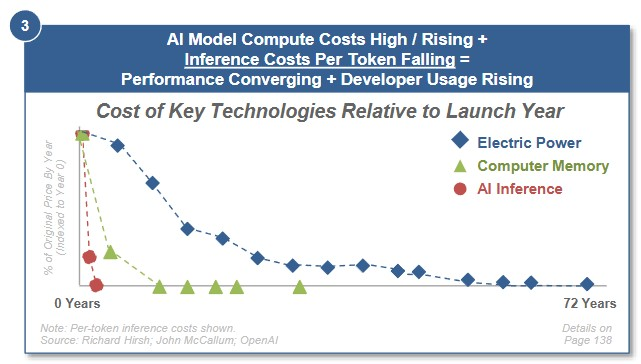 3
AI Model Compute Costs High / Rising +
Inference Costs Per Token Falling =
Performance Converging + Developer Usage Rising
Cost of Key Technologies Relative to Launch Year
% of Original Price By Year
(Indexed to Year 0)
Electric Power
Computer Memory
AI Inference
0 Years
72 Years
Note: Per-token inference costs shown.
Source: Richard Hirsh; John McCallum; OpenAI
Details on
Page 138